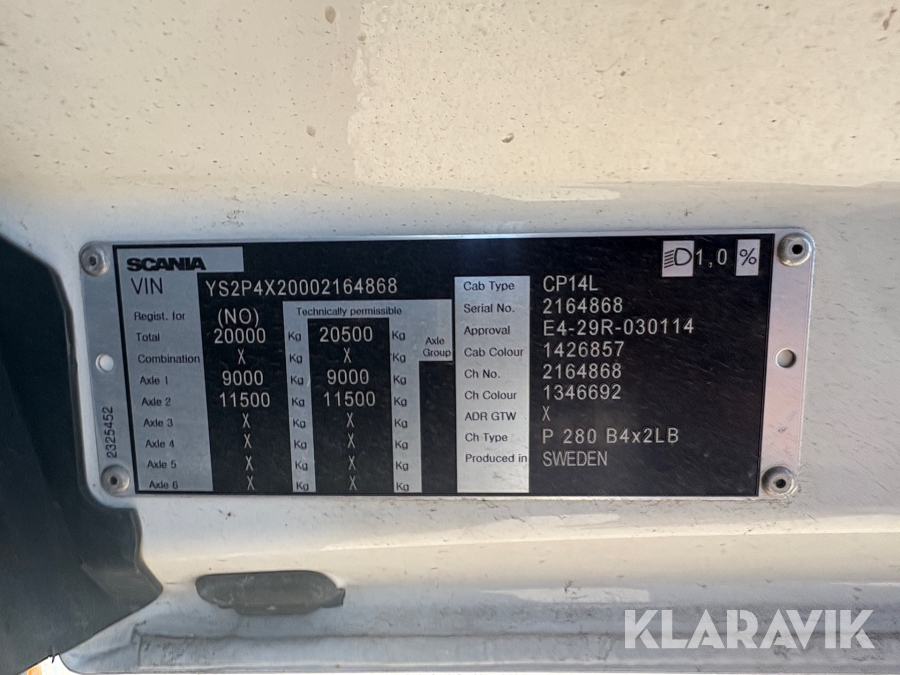 SCANIA 1,0 %
VIN YS2P4X20002164868
Regist. for (NO) Technically permissible
Total 20000 Kg 20500 Kg Axle Group
Combination X Kg X Kg
Axle 1 9000 Kg 9000 Kg
Axle 2 11500 Kg 11500 Kg
Axle 3 X Kg X Kg
Axle 4 X Kg X Kg
Axle 5 X Kg X Kg
Axle 6 X Kg X Kg
Cab Type CP14L
Serial No. 2164868
Approval E4-29R-030114
Cab Colour 1426857
Ch No. 2164868
Ch Colour 1346692
ADR GTW X
Ch Type P 280 B4x2LB
Produced in SWEDEN
2325452
KLARAVIK